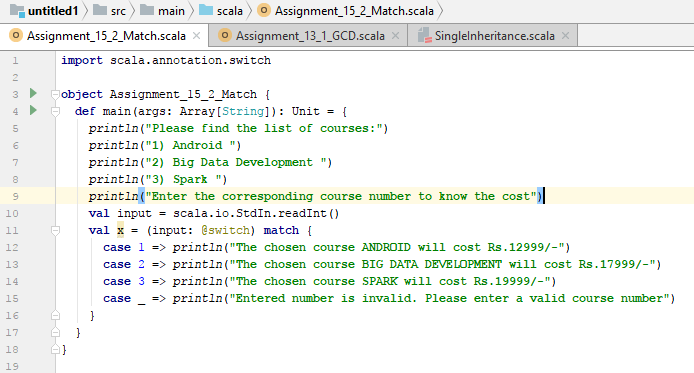 untitled1 src main scala Assignment_15_2_Match.scala
Assignment_15_2_Match.scala Assignment_13_1_GCD.scala SingleInheritance.scala
1 import scala.annotation.switch
2
3 object Assignment_15_2_Match {
4 def main(args: Array[String]): Unit = {
5 println("Please find the list of courses:")
6 println("1) Android ")
7 println("2) Big Data Development ")
8 println("3) Spark ")
9 println("Enter the corresponding course number to know the cost")
10 val input = scala.io.StdIn.readInt()
11 val x = (input: @switch) match {
12 case 1 => println("The chosen course ANDROID will cost Rs.12999/-")
13 case 2 => println("The chosen course BIG DATA DEVELOPMENT will cost Rs.17999/-")
14 case 3 => println("The chosen course SPARK will cost Rs.19999/-")
15 case _ => println("Entered number is invalid. Please enter a valid course number")
16 }
17 }
18 }
19